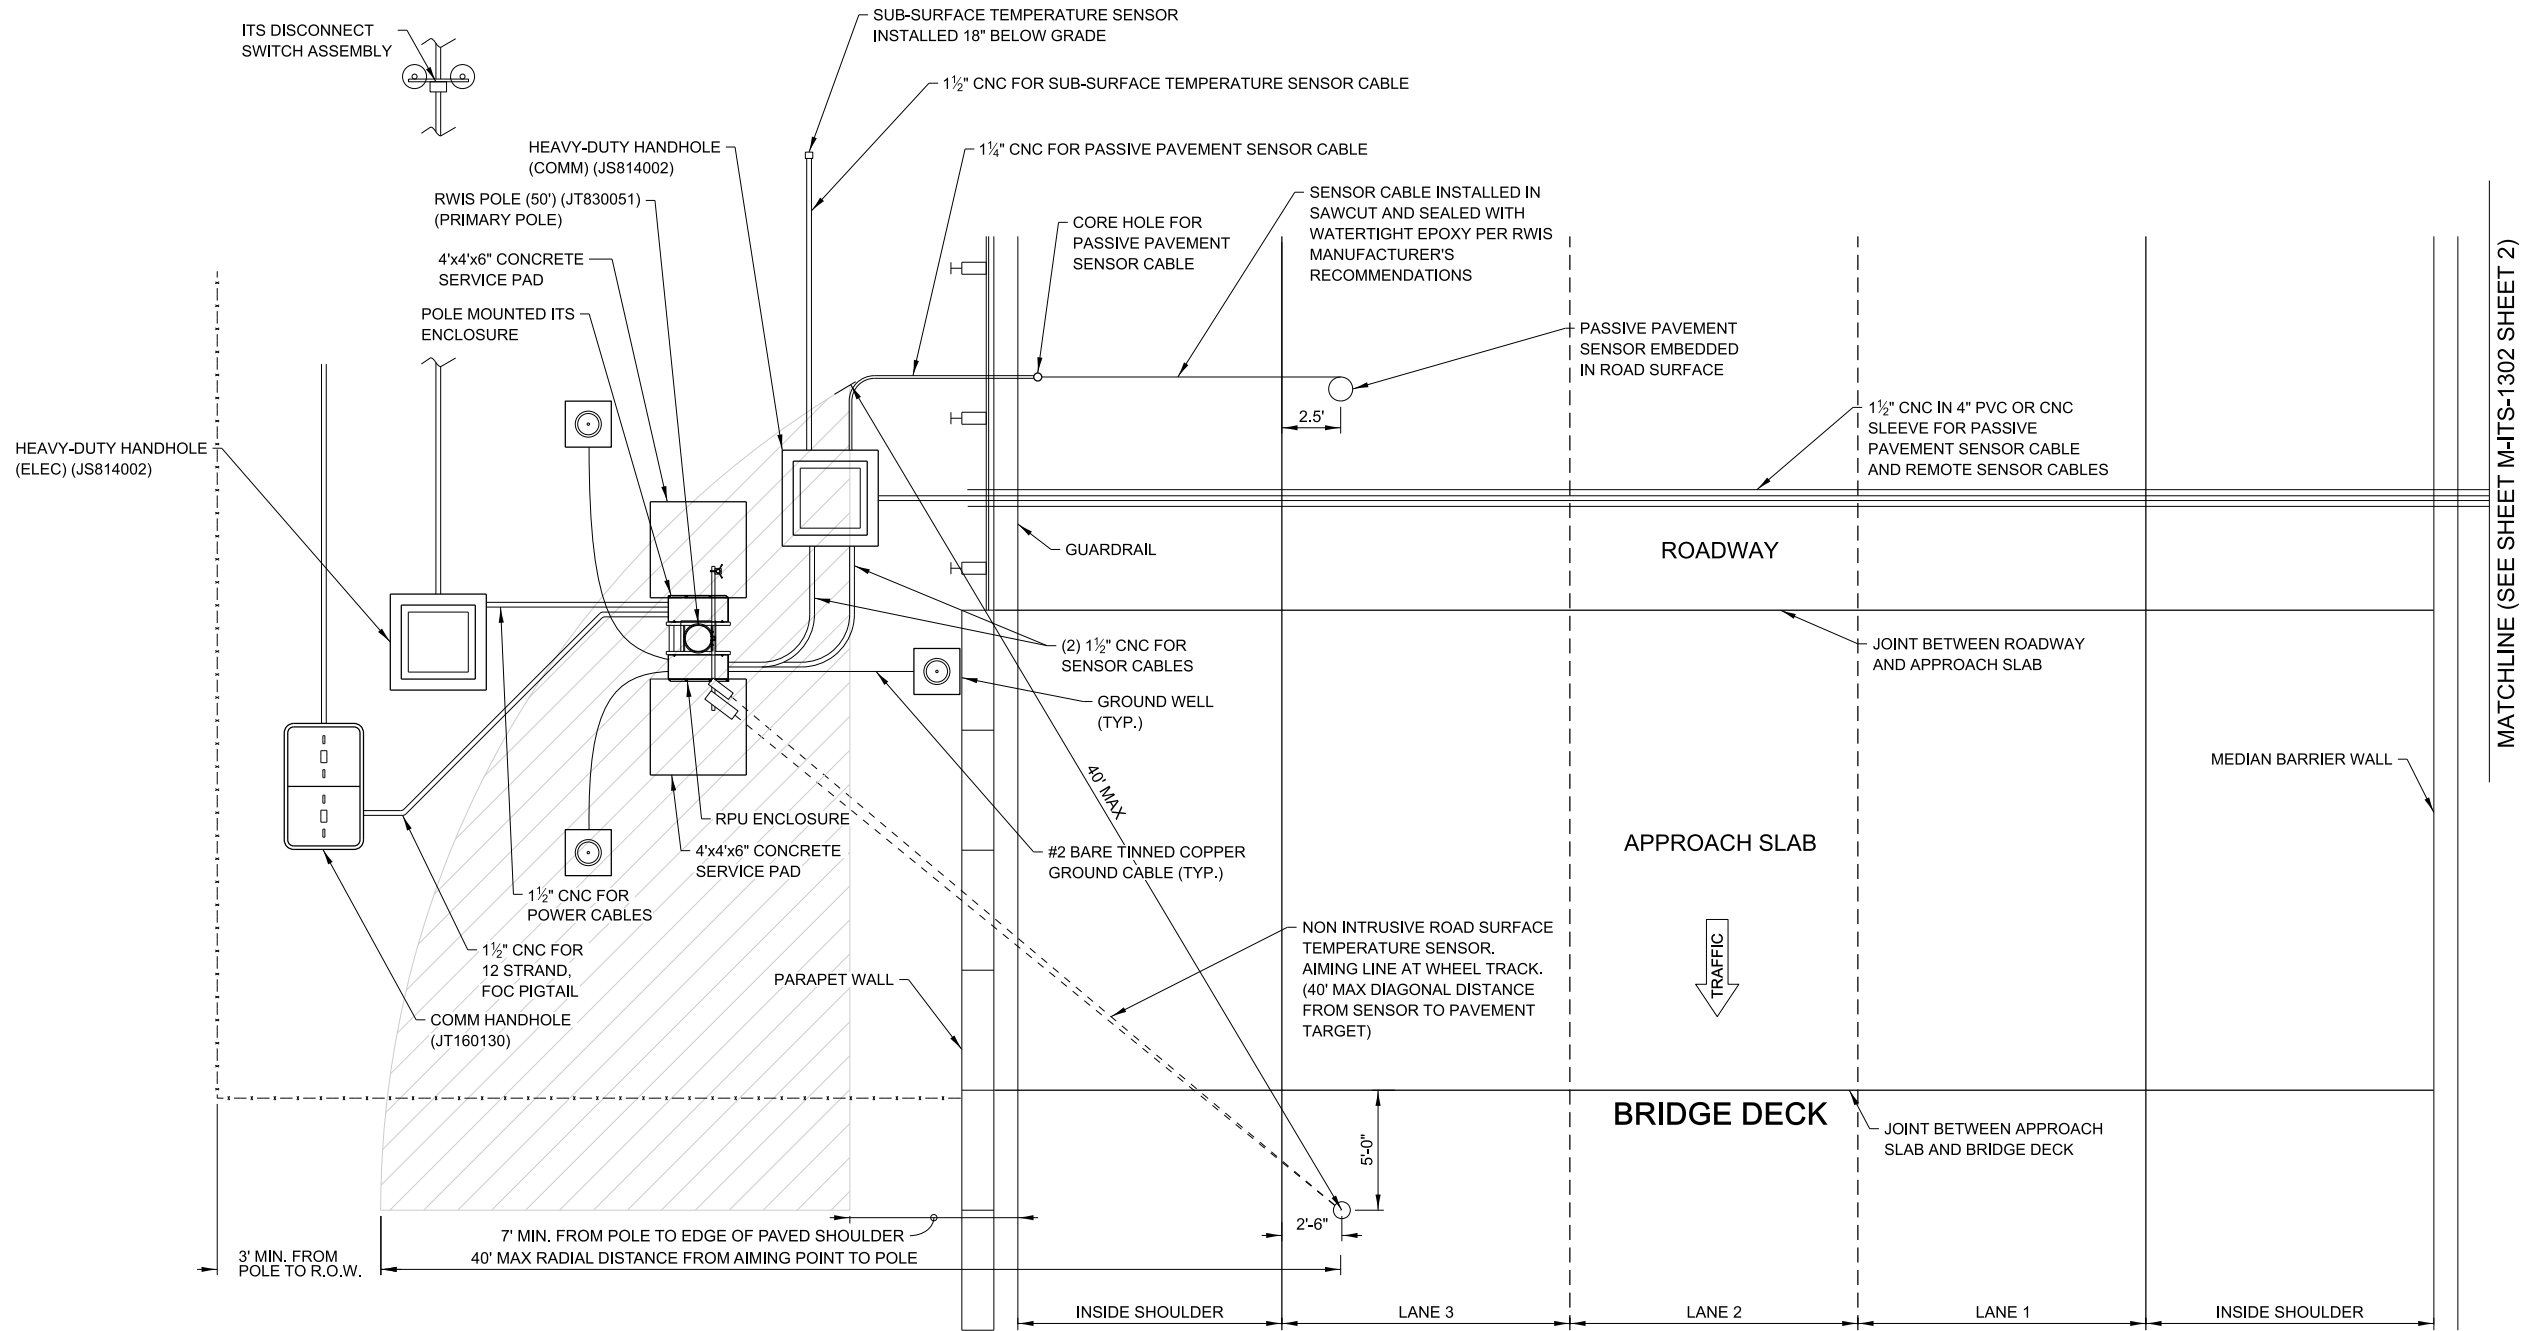 ITS DISCONNECT
SWITCH ASSEMBLY
SUB-SURFACE TEMPERATURE SENSOR
INSTALLED 18" BELOW GRADE
1½" CNC FOR SUB-SURFACE TEMPERATURE SENSOR CABLE
HEAVY-DUTY HANDHOLE
(COMM) (JS814002)
1¼" CNC FOR PASSIVE PAVEMENT SENSOR CABLE
RWIS POLE (50') (JT830051)
(PRIMARY POLE)
SENSOR CABLE INSTALLED IN
SAWCUT AND SEALED WITH
WATERTIGHT EPOXY PER RWIS
MANUFACTURER'S
RECOMMENDATIONS
CORE HOLE FOR
PASSIVE PAVEMENT
SENSOR CABLE
4'x4'x6" CONCRETE
SERVICE PAD
POLE MOUNTED ITS
ENCLOSURE
PASSIVE PAVEMENT
SENSOR EMBEDDED
IN ROAD SURFACE
2.5'
1½" CNC IN 4" PVC OR CNC
SLEEVE FOR PASSIVE
PAVEMENT SENSOR CABLE
AND REMOTE SENSOR CABLES
MATCHLINE (SEE SHEET M-ITS-1302 SHEET 2)
HEAVY-DUTY HANDHOLE
(ELEC) (JS814002)
GUARDRAIL
ROADWAY
(2) 1½" CNC FOR
SENSOR CABLES
JOINT BETWEEN ROADWAY
AND APPROACH SLAB
GROUND WELL
(TYP.)
MEDIAN BARRIER WALL
40' MAX
RPU ENCLOSURE
APPROACH SLAB
4'x4'x6" CONCRETE
SERVICE PAD
#2 BARE TINNED COPPER
GROUND CABLE (TYP.)
1½" CNC FOR
POWER CABLES
1½" CNC FOR
12 STRAND,
FOC PIGTAIL
NON INTRUSIVE ROAD SURFACE
TEMPERATURE SENSOR.
AIMING LINE AT WHEEL TRACK.
(40' MAX DIAGONAL DISTANCE
FROM SENSOR TO PAVEMENT
TARGET)
TRAFFIC
PARAPET WALL
COMM HANDHOLE
(JT160130)
BRIDGE DECK
5'-0"
JOINT BETWEEN APPROACH
SLAB AND BRIDGE DECK
2'-6"
7' MIN. FROM POLE TO EDGE OF PAVED SHOULDER
3' MIN. FROM
POLE TO R.O.W.
40' MAX RADIAL DISTANCE FROM AIMING POINT TO POLE
INSIDE SHOULDER
LANE 3
LANE 2
LANE 1
INSIDE SHOULDER